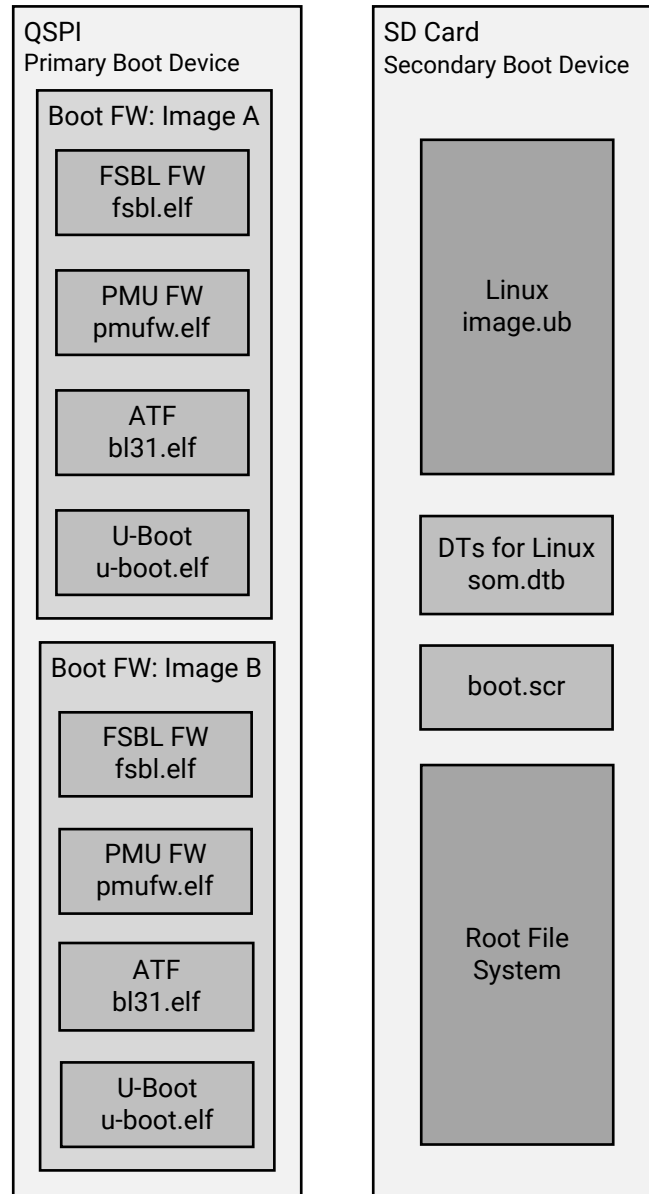 QSPI
Primary Boot Device
Boot FW: Image A
FSBL FW
fsbl.elf
PMU FW
pmufw.elf
ATF
bl31.elf
U-Boot
u-boot.elf
Boot FW: Image B
FSBL FW
fsbl.elf
PMU FW
pmufw.elf
ATF
bl31.elf
U-Boot
u-boot.elf
SD Card
Secondary Boot Device
Linux
image.ub
DTs for Linux
som.dtb
boot.scr
Root File
System